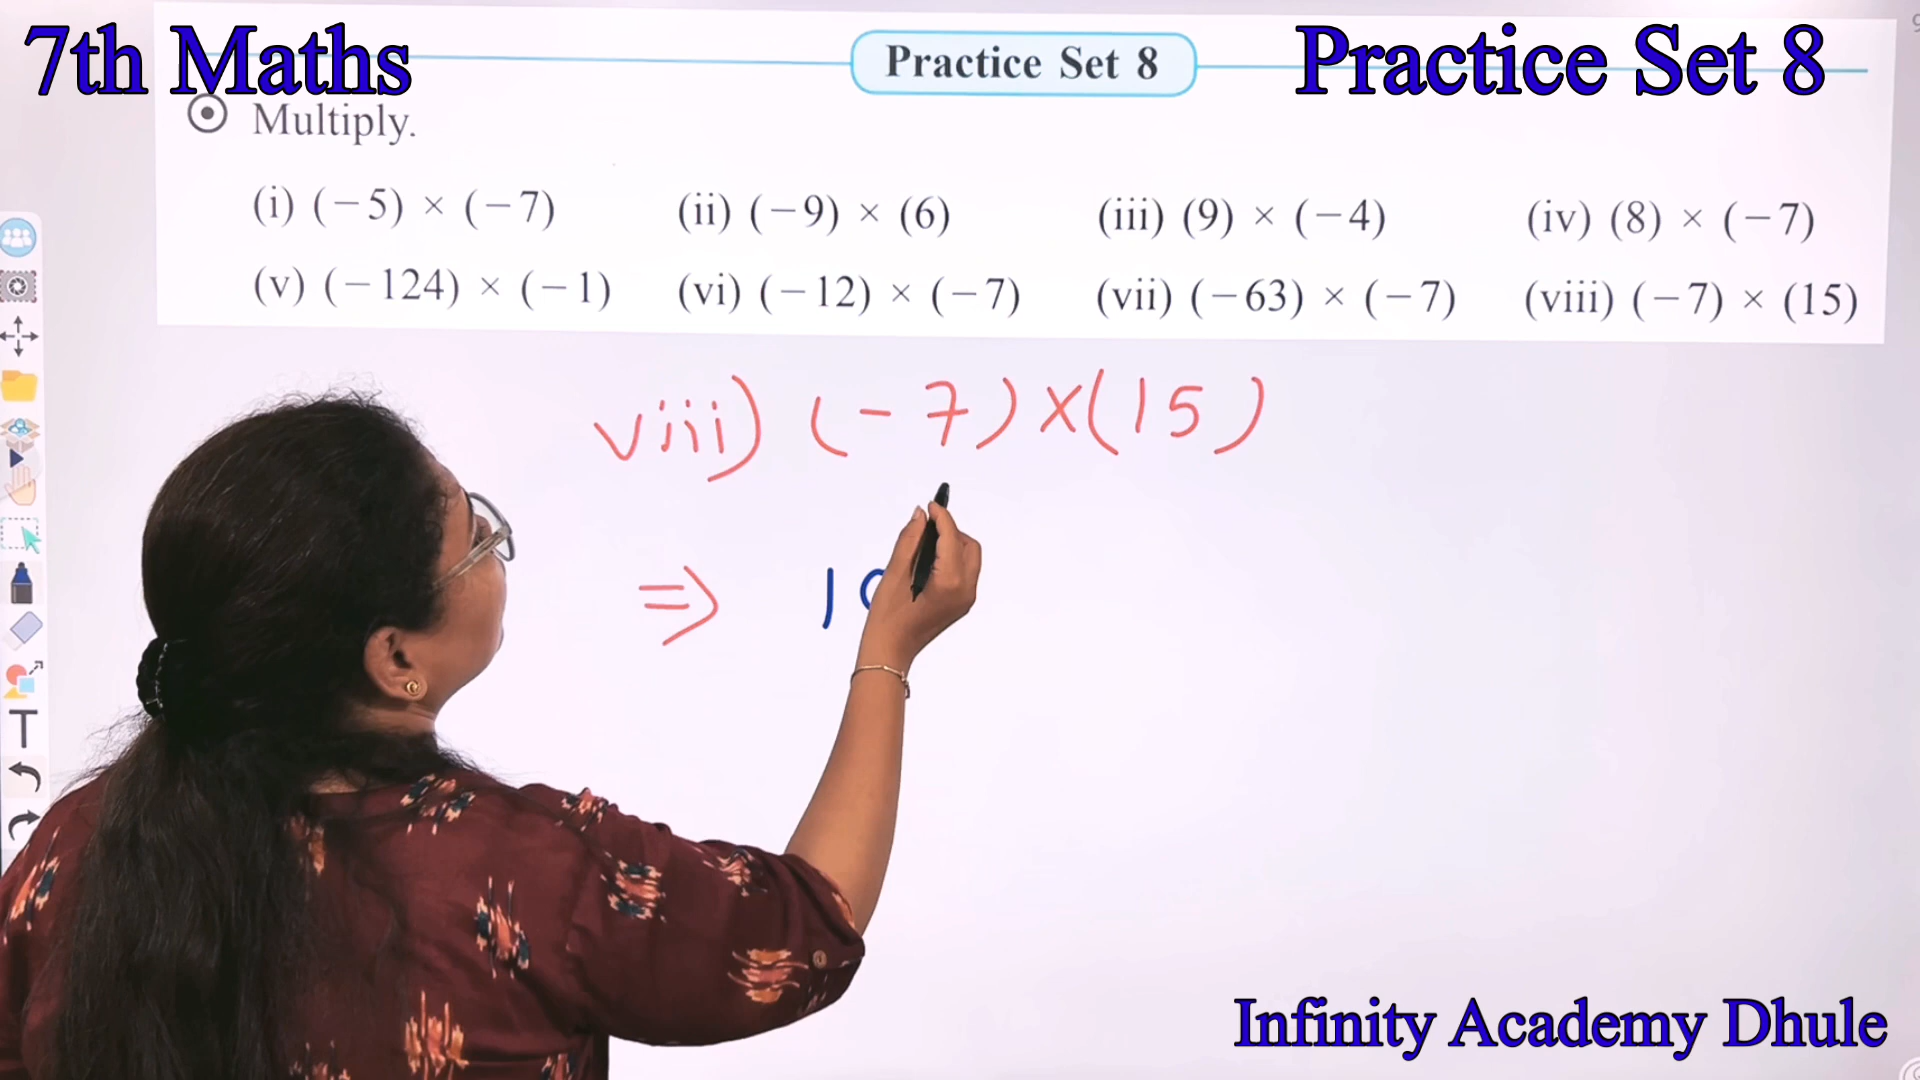 7th Maths
Practice Set 8
Practice Set 8
Multiply.
(i) (−5) × (−7) (ii) (−9) × (6) (iii) (9) × (−4) (iv) (8) × (−7)
(v) (−124) × (−1) (vi) (−12) × (−7) (vii) (−63) × (−7) (viii) (−7) × (15)
viii) (-7)×(15)
⇒ 1
T
Infinity Academy Dhule